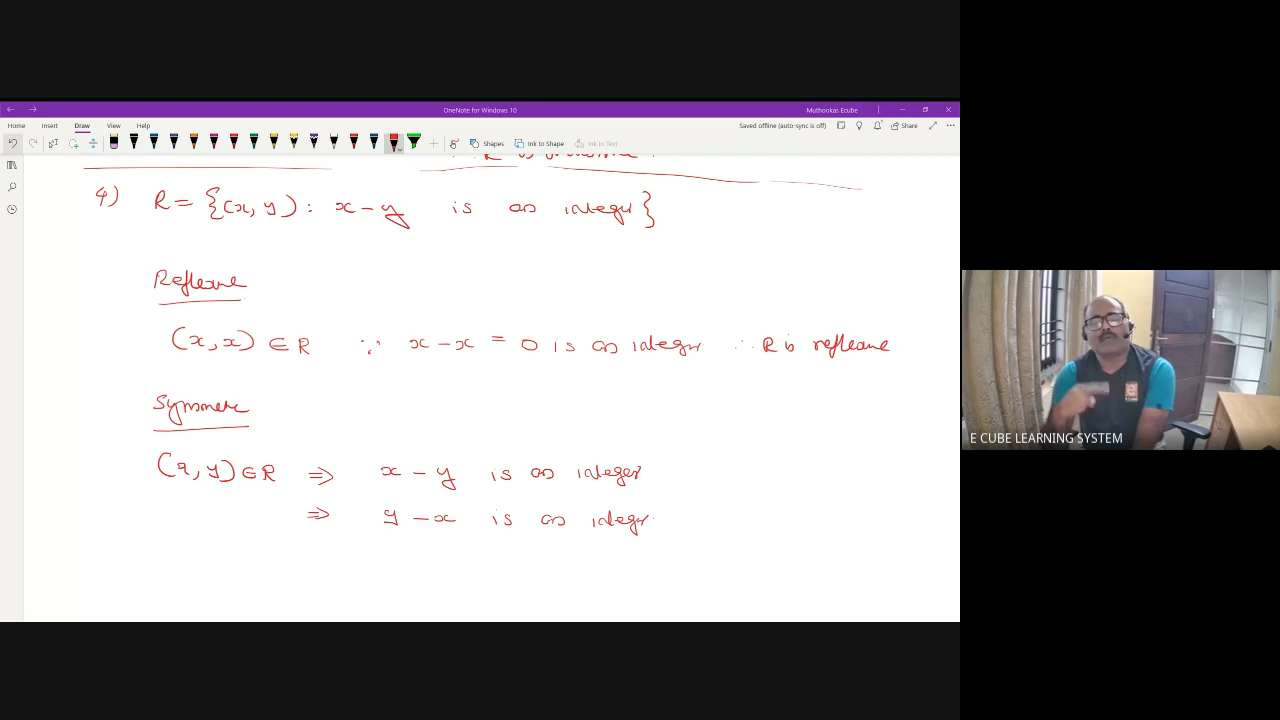 OneNote for Windows 10
Muthookas Ecube
Home Insert Draw View Help
Saved offline (auto-sync is off)
Share
Shapes
Ink to Shape
Ink to Text
4) R = {(x, y) : x - y is an integer}
Reflexive
(x, x) ∈ R ∵ x - x = 0 is an integer ∴ R is reflexive
Symmetric
(x, y) ∈ R ⇒ x - y is an integer
⇒ y - x is an integer
E CUBE LEARNING SYSTEM